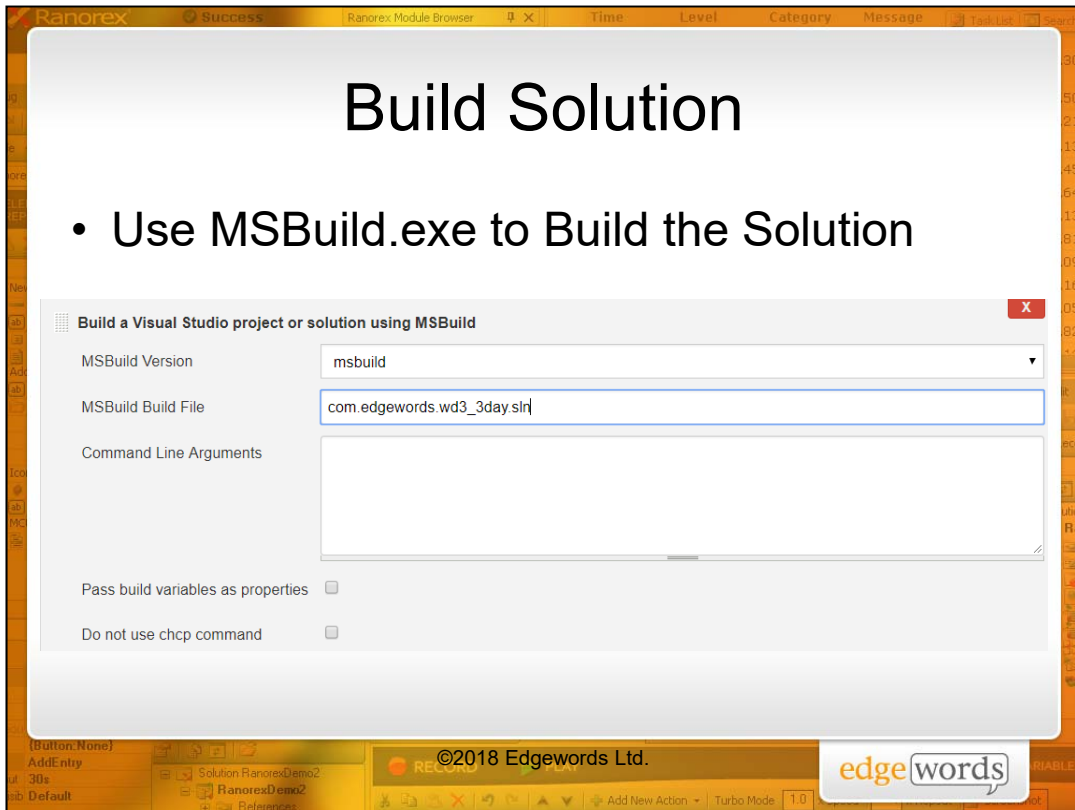 Ranorex
Success
Ranorex Module Browser
Time
Level
Category
Message
Task List
Build Solution
• Use MSBuild.exe to Build the Solution
X
Build a Visual Studio project or solution using MSBuild
MSBuild Version
msbuild
MSBuild Build File
com.edgewords.wd3_3day.sln
Command Line Arguments
Pass build variables as properties
Do not use chcp command
{Button:None}
AddEntry
30s
Default
Solution RanorexDemo2
RanorexDemo2
References
©2018 Edgewords Ltd.
RECORD
Add New Action
Turbo Mode
1.0
edgewords